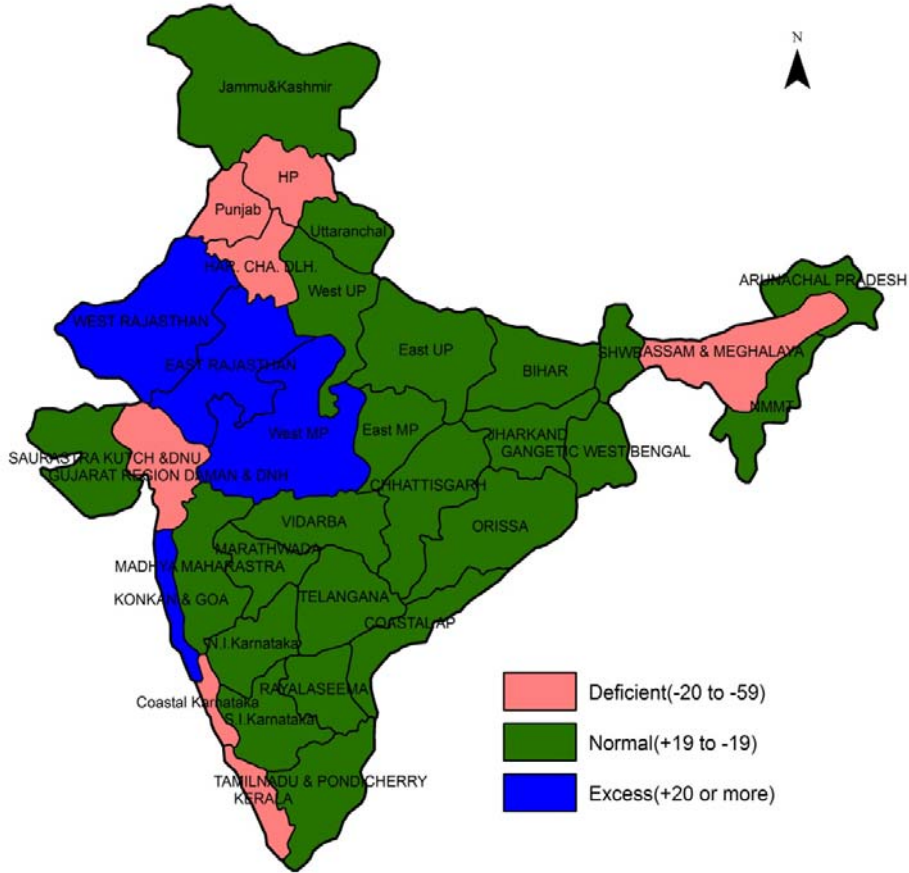 N
Jammu&Kashmir
HP
Punjab
Uttaranchal
HAR. CHA. DLH.
ARUNACHAL PRADESH
West UP
WEST RAJASTHAN
East UP
SHWB
ASSAM & MEGHALAYA
EAST RAJASTHAN
BIHAR
NMMT
West MP
East MP
JHARKAND
GANGETIC WEST BENGAL
SAURASTRA KUTCH &DNU
GUJARAT REGION DAMAN & DNH
CHHATTISGARH
VIDARBA
ORISSA
MARATHWADA
MADHYA MAHARASTRA
KONKAN & GOA
TELANGANA
COASTAL AP
N.I.Karnataka
RAYALASEEMA
Coastal Karnataka
S.I.Karnataka
TAMILNADU & PONDICHERRY
KERALA
Deficient(-20 to -59)
Normal(+19 to -19)
Excess(+20 or more)